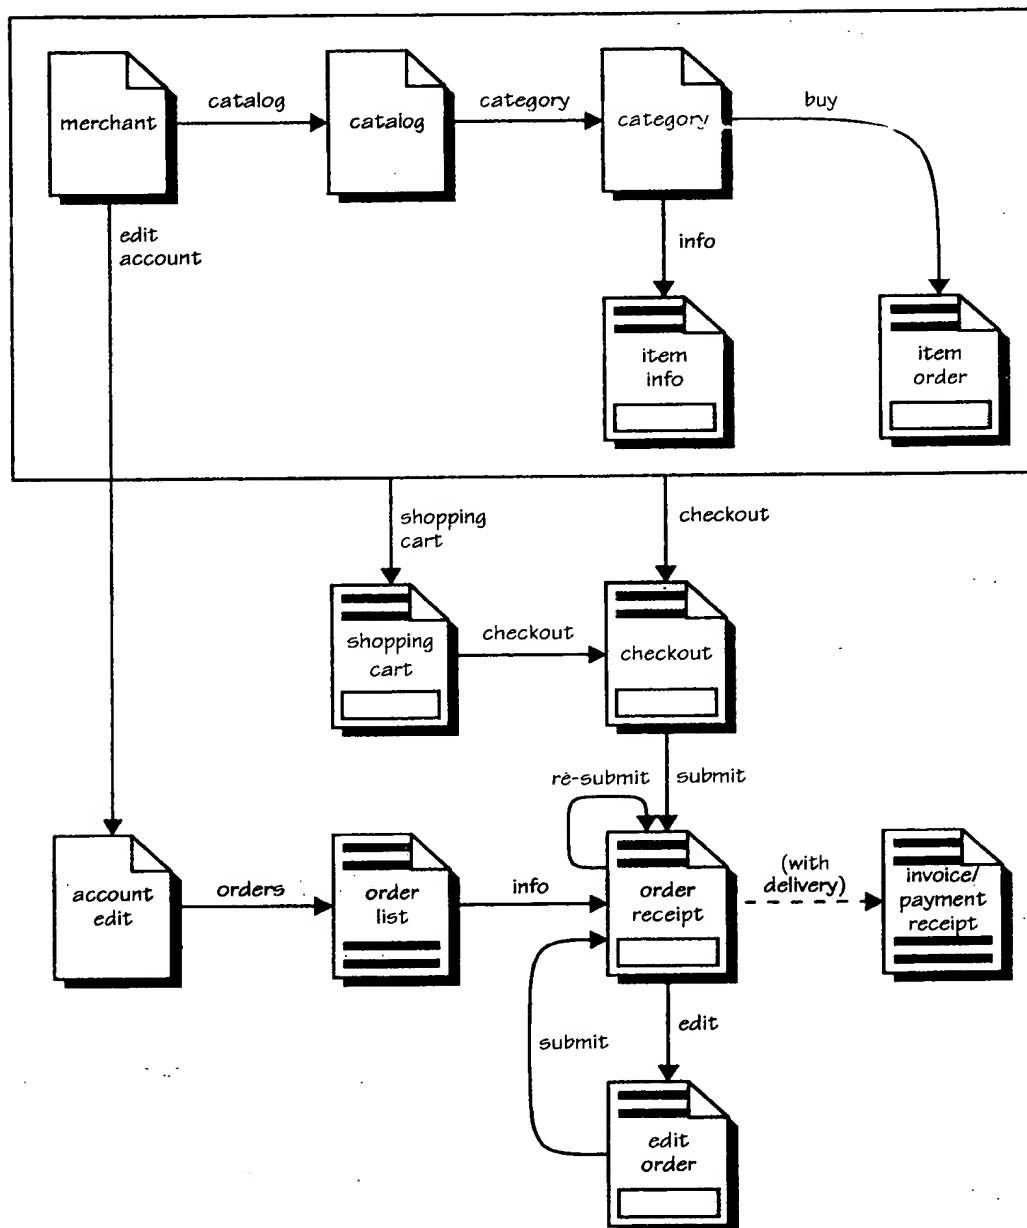 merchant
catalog
catalog
category
category
buy
edit
account
info
item
info
item
order
shopping
cart
checkout
shopping
cart
checkout
checkout
rè-submit
submit
account
edit
orders
order
list
info
order
receipt
(with
delivery)
invoice/
payment
receipt
submit
edit
edit
order